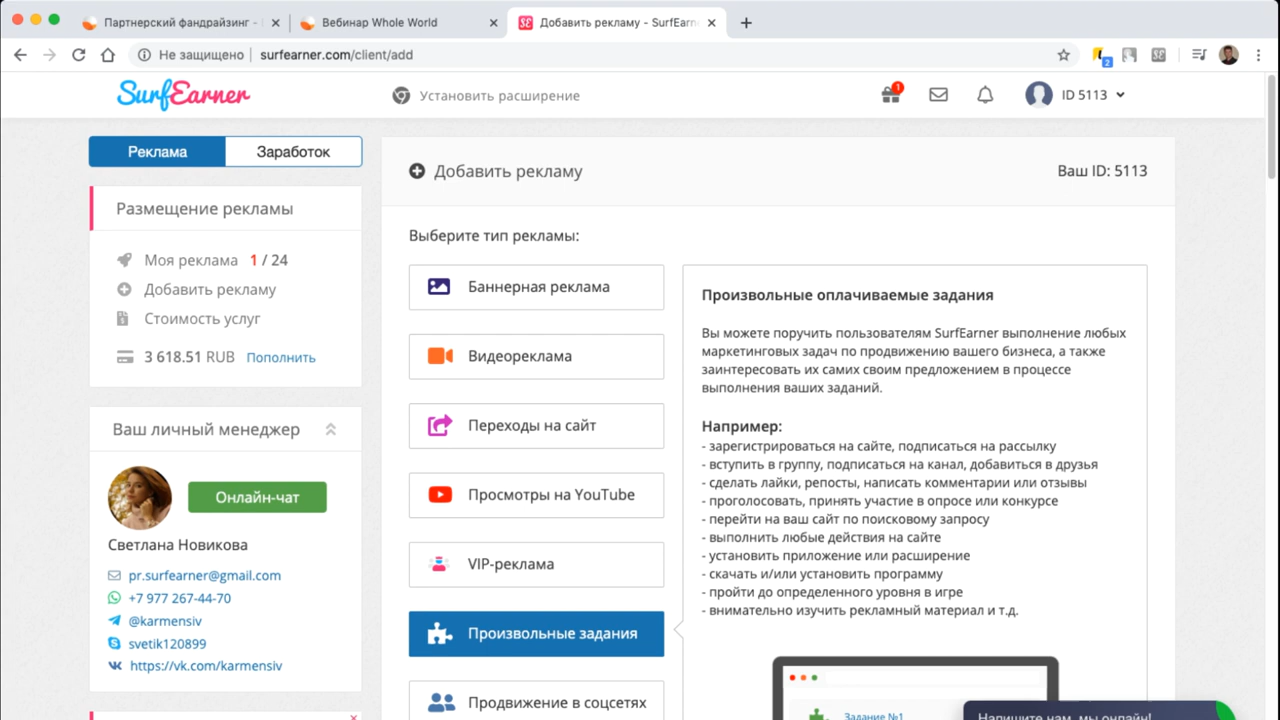 Партнерский фандрайзинг -
Вебинар Whole World
Добавить рекламу - SurfEarn
Не защищено
surfearner.com/client/add
2
SurfEarner
Установить расширение
1
ID 5113
Реклама
Заработок
Размещение рекламы
Моя реклама 1 / 24
Добавить рекламу
Стоимость услуг
3 618.51 RUB Пополнить
Ваш личный менеджер
Онлайн-чат
Светлана Новикова
pr.surfearner@gmail.com
+7 977 267-44-70
@karmensiv
svetik120899
https://vk.com/karmensiv
Добавить рекламу
Ваш ID: 5113
Выберите тип рекламы:
Баннерная реклама
Видеореклама
Переходы на сайт
Просмотры на YouTube
VIP-реклама
Произвольные задания
Продвижение в соцсетях
Произвольные оплачиваемые задания
Вы можете поручить пользователям SurfEarner выполнение любых
маркетинговых задач по продвижению вашего бизнеса, а также
заинтересовать их самих своим предложением в процессе
выполнения ваших заданий.
Например:
- зарегистрироваться на сайте, подписаться на рассылку
- вступить в группу, подписаться на канал, добавиться в друзья
- сделать лайки, репосты, написать комментарии или отзывы
- проголосовать, принять участие в опросе или конкурсе
- перейти на ваш сайт по поисковому запросу
- выполнить любые действия на сайте
- установить приложение или расширение
- скачать и/или установить программу
- пройти до определенного уровня в игре
- внимательно изучить рекламный материал и т.д.
Задание №1
Напишите нам, мы онлайн!